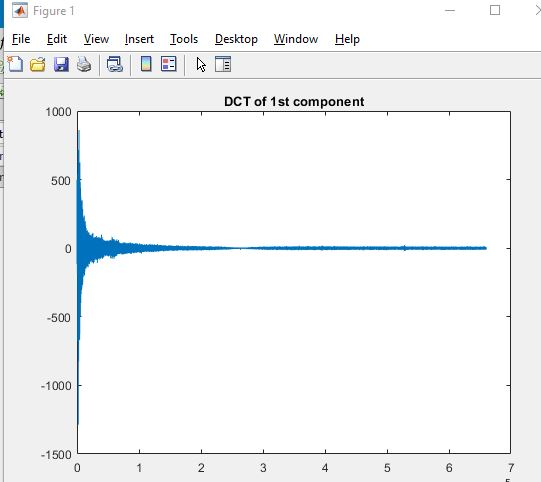 Figure 1
File Edit View Insert Tools Desktop Window Help
DCT of 1st component
1000
500
0
-500
-1000
-1500
0 1 2 3 4 5 6 7